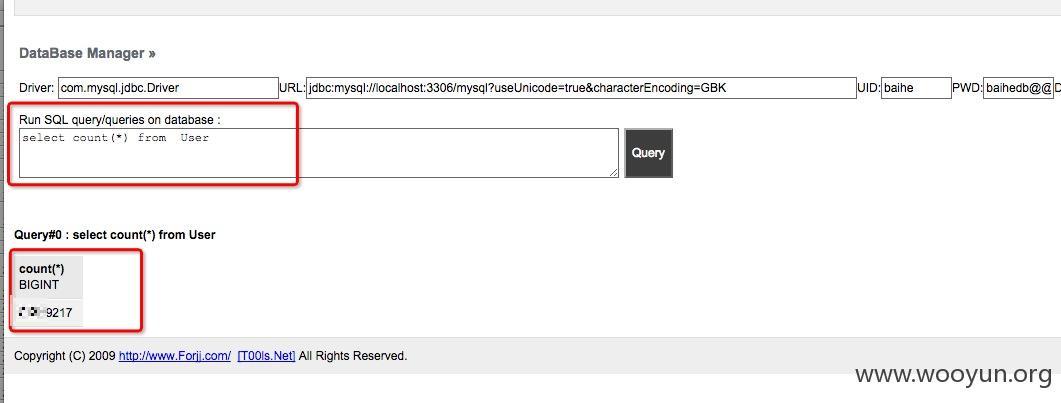 DataBase Manager »
Driver: com.mysql.jdbc.Driver URL: jdbc:mysql://localhost:3306/mysql?useUnicode=true&characterEncoding=GBK UID: baihe PWD: baihedb@@
Run SQL query/queries on database :
select count(*) from  User
Query
Query#0 : select count(*) from User
count(*)
BIGINT
9217
Copyright (C) 2009 http://www.Forjj.com/ [T00ls.Net] All Rights Reserved.
www.wooyun.org